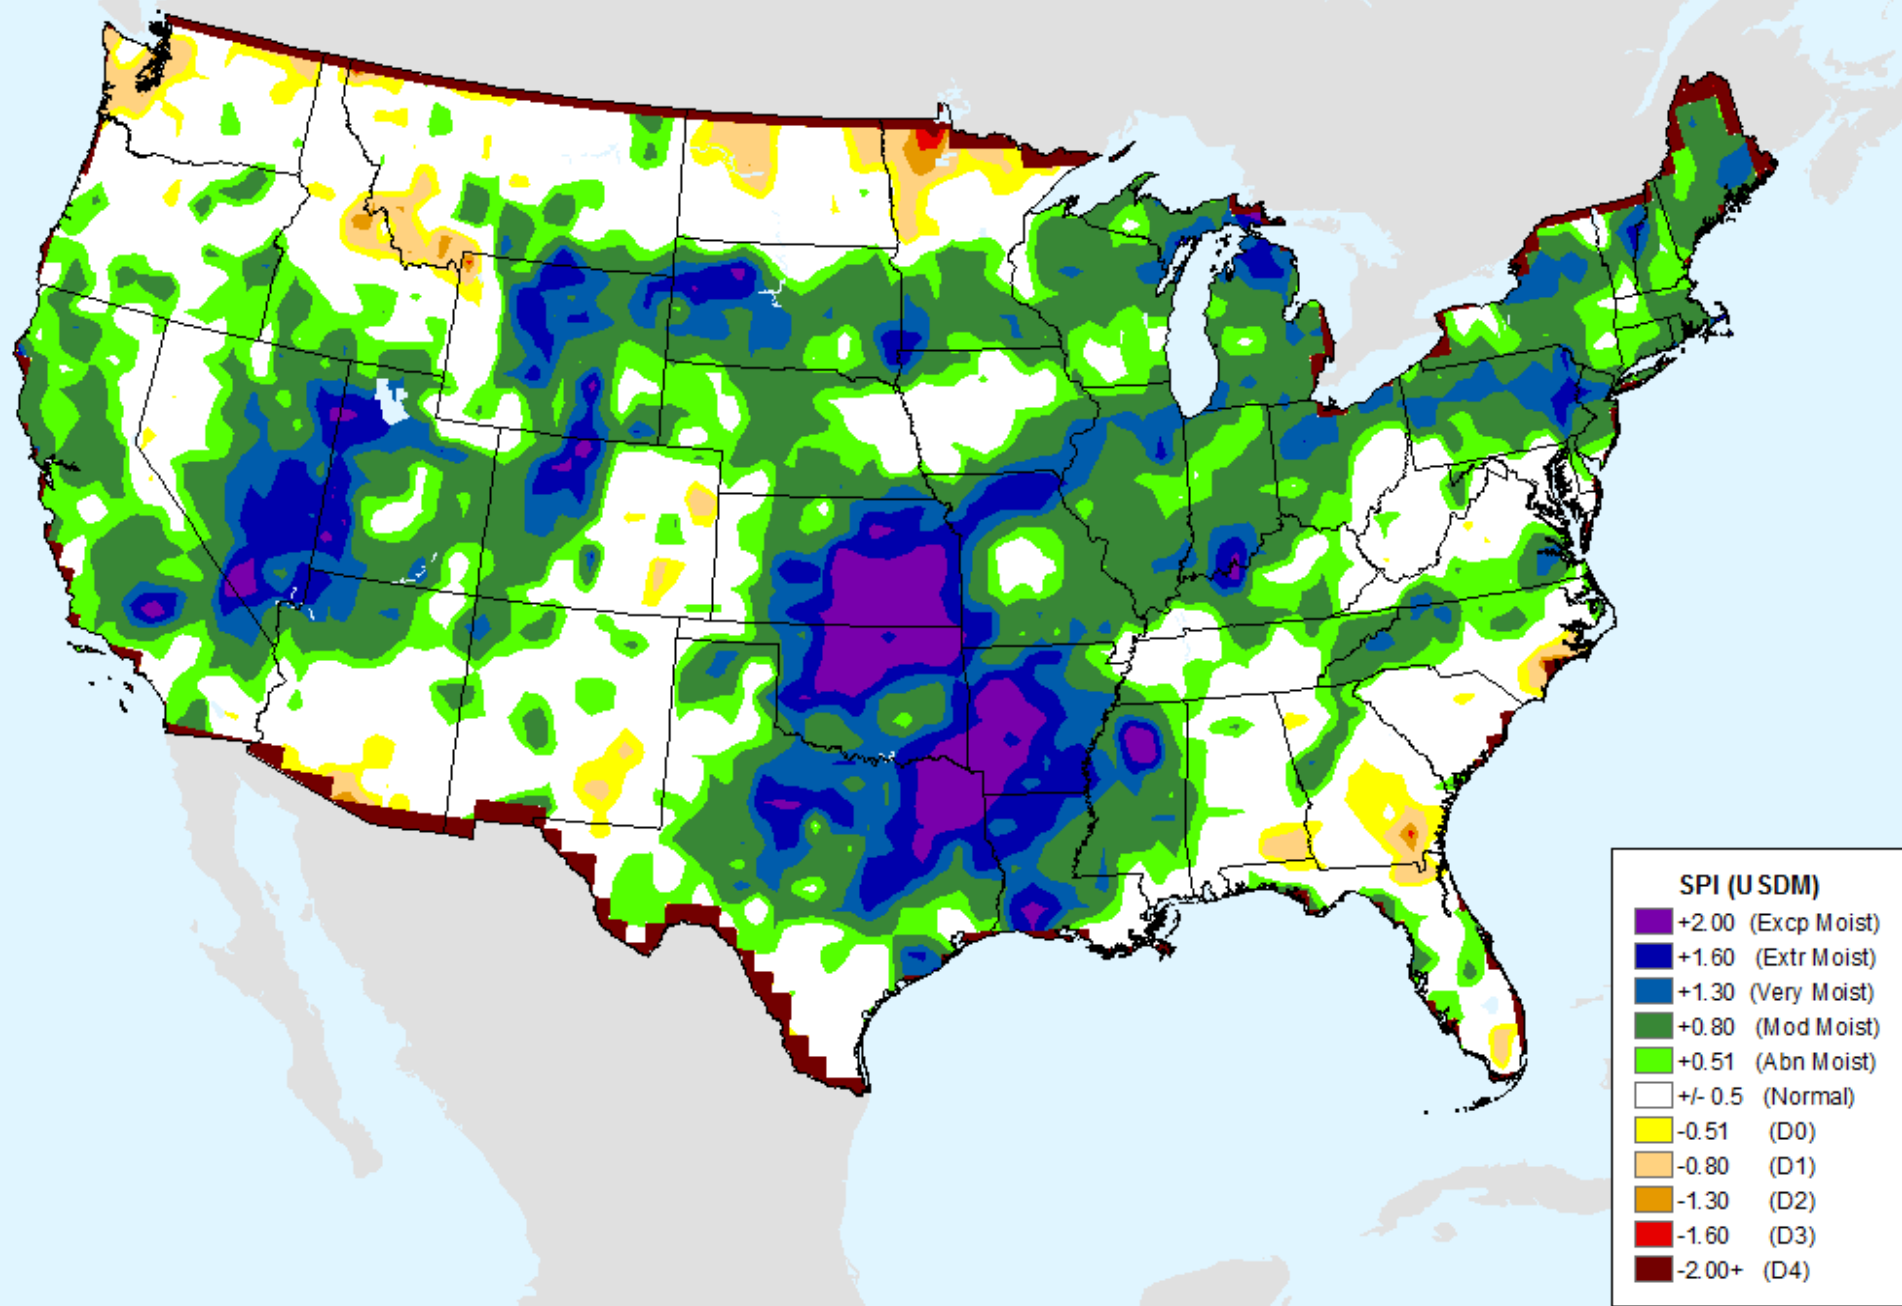 SPI (USDM)
+2.00 (Excp Moist)
+1.60 (Extr Moist)
+1.30 (Very Moist)
+0.80 (Mod Moist)
+0.51 (Abn Moist)
+/- 0.5 (Normal)
-0.51 (D0)
-0.80 (D1)
-1.30 (D2)
-1.60 (D3)
-2.00+ (D4)